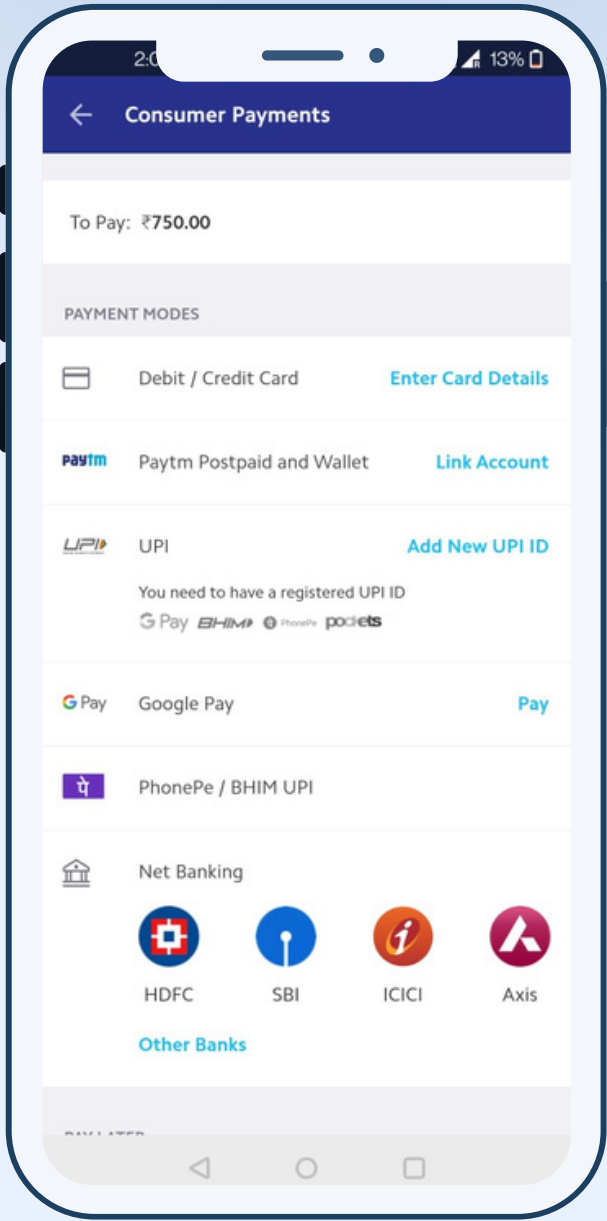 13%
Consumer Payments
To Pay: ₹750.00
PAYMENT MODES
Debit / Credit Card Enter Card Details
Paytm Paytm Postpaid and Wallet Link Account
UPI UPI Add New UPI ID
You need to have a registered UPI ID
G Pay BHIM PhonePe pockets
G Pay Google Pay Pay
पे PhonePe / BHIM UPI
Net Banking
HDFC SBI ICICI Axis
Other Banks